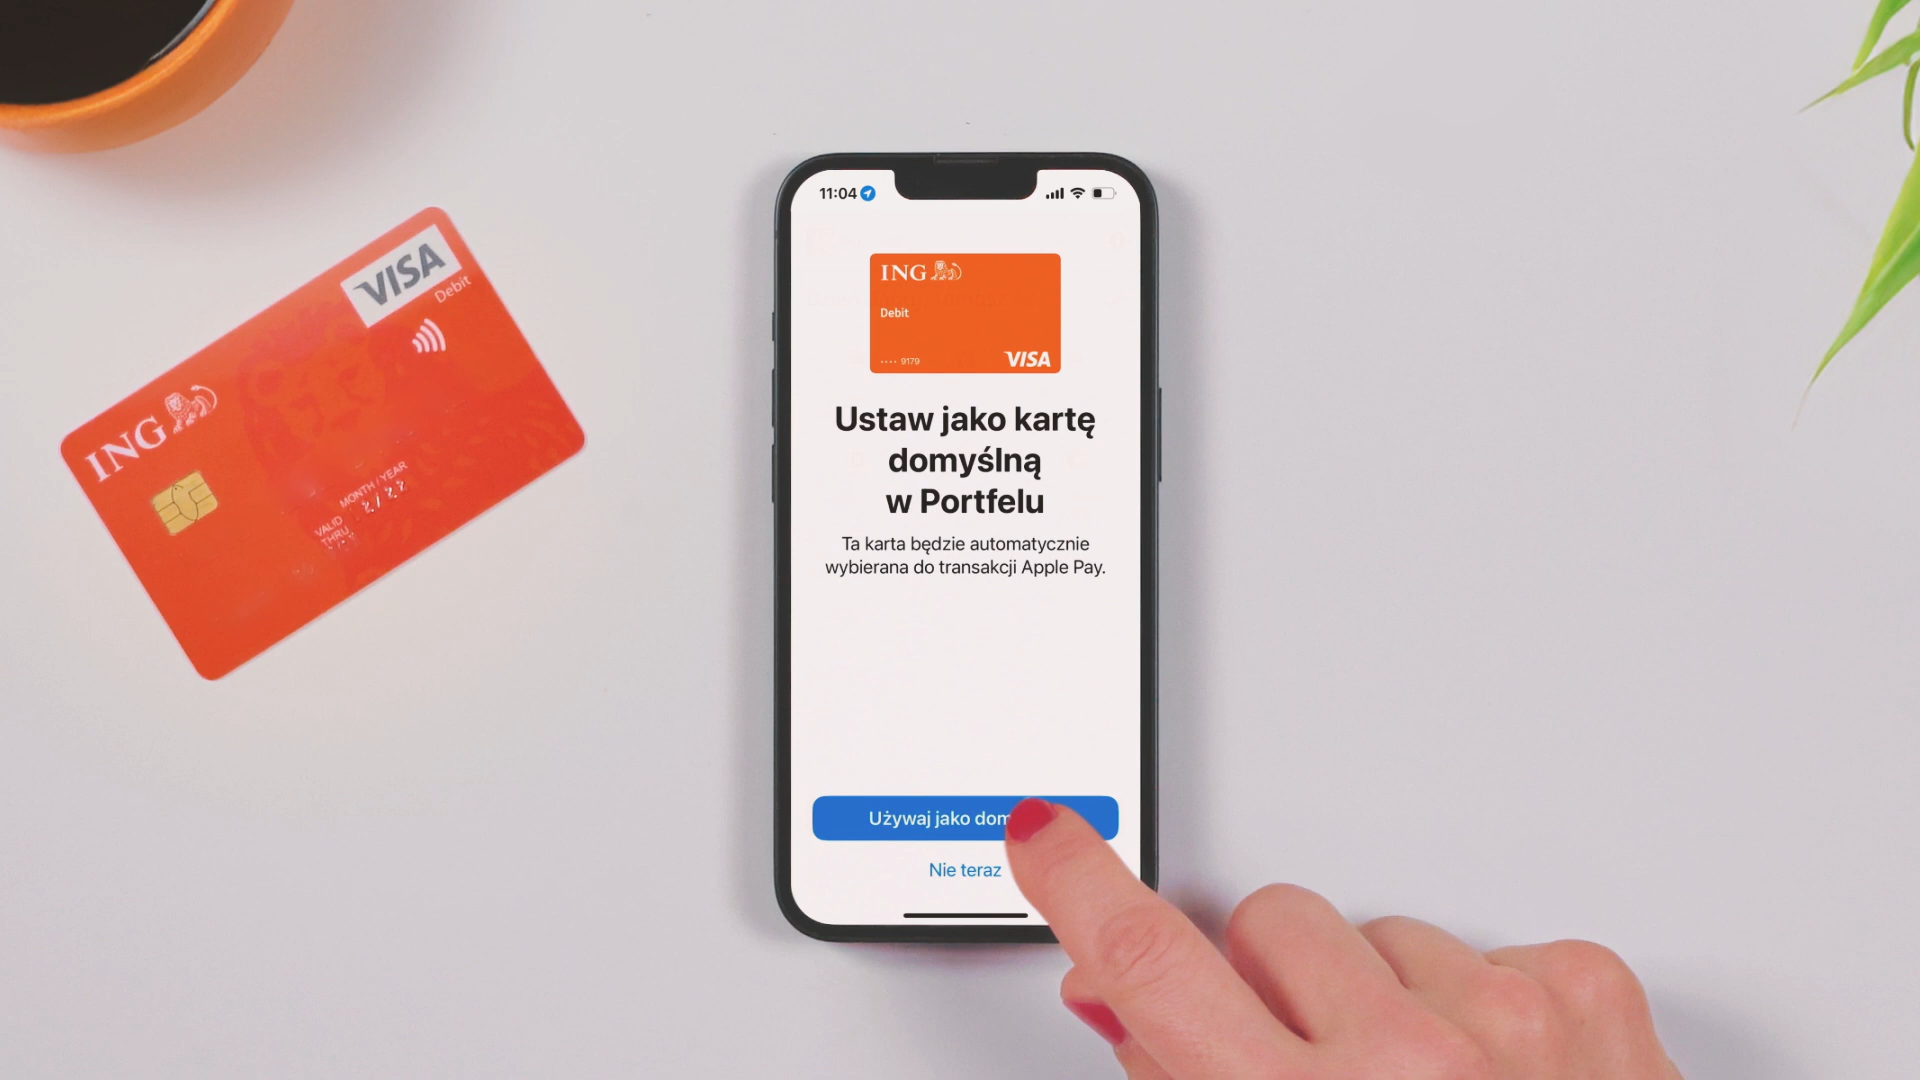 VISA
Debit
ING
MONTH / YEAR
VALID
THRU
11:04
ING
Debit
•••• 9179
VISA
Ustaw jako kartę
domyślną
w Portfelu
Ta karta będzie automatycznie
wybierana do transakcji Apple Pay.
Używaj jako
Nie teraz